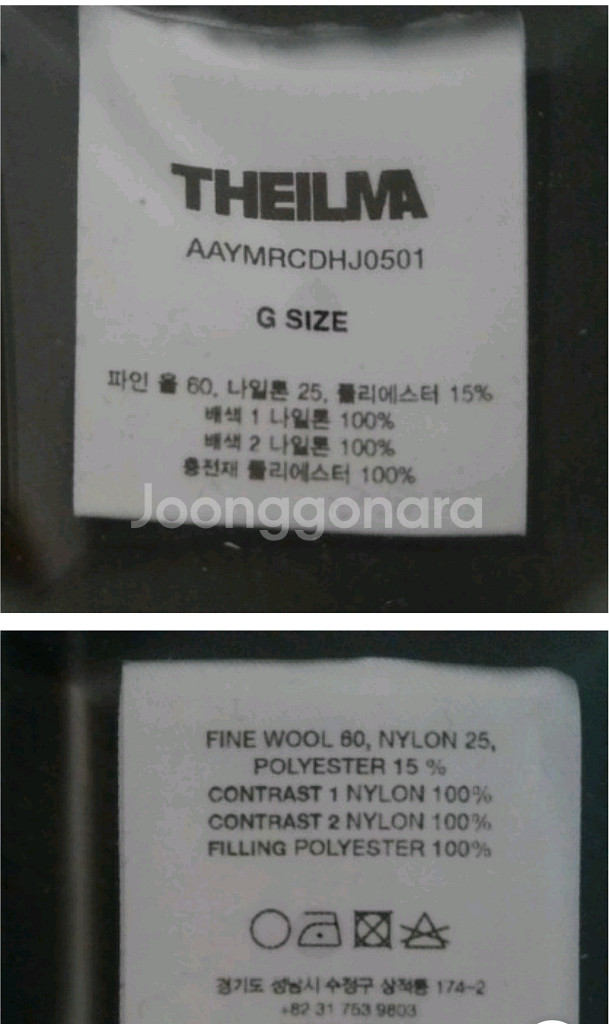 THEILMA
AAYMRCDHJ0501
G SIZE
파인 울 60, 나일론 25, 폴리에스터 15%
배색 1 나일론 100%
배색 2 나일론 100%
충전재 폴리에스터 100%
Joonggonara
FINE WOOL 60, NYLON 25,
POLYESTER 15 %
CONTRAST 1 NYLON 100%
CONTRAST 2 NYLON 100%
FILLING POLYESTER 100%
경기도 성남시 수정구 상적동 174-2
+82 31 753 9803